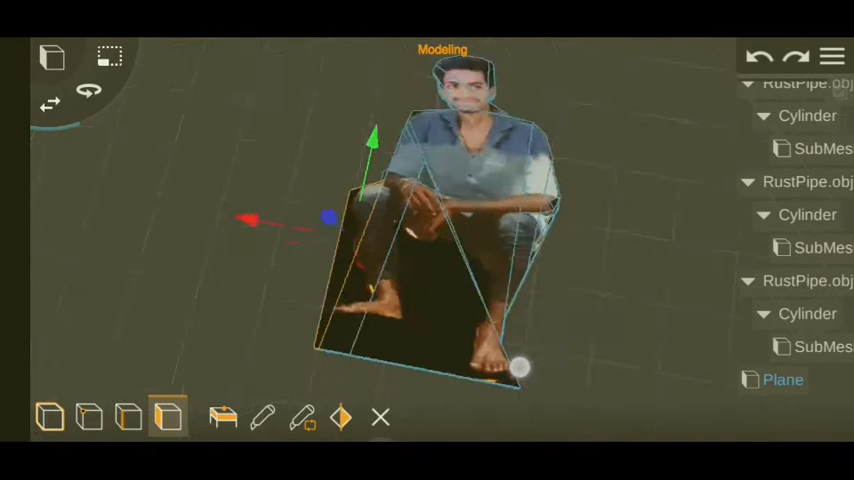 Modeling
RustPipe.obj
Cylinder
SubMes
RustPipe.obj
Cylinder
SubMes
RustPipe.obj
Cylinder
SubMes
Plane